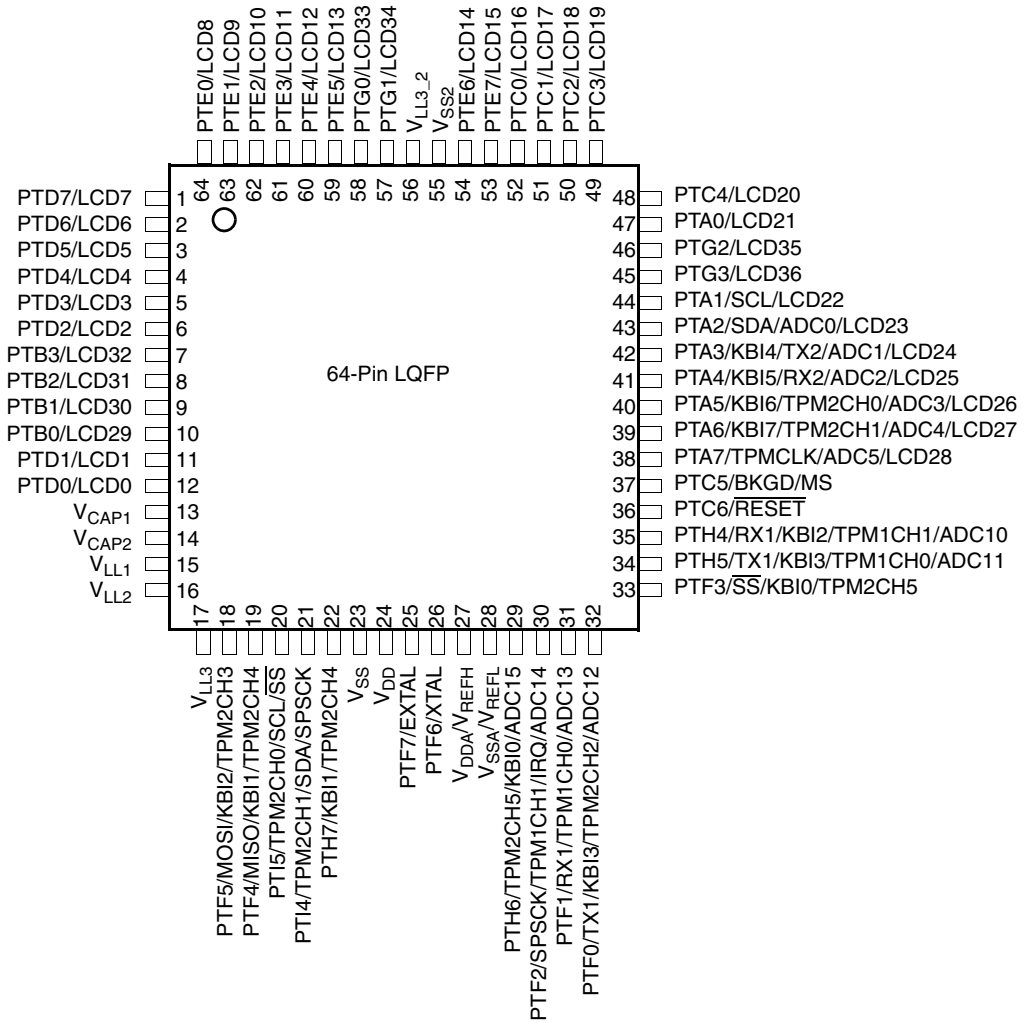 PTE0/LCD8
PTE1/LCD9
PTE2/LCD10
PTE3/LCD11
PTE4/LCD12
PTE5/LCD13
PTG0/LCD33
PTG1/LCD34
VLL3_2
VSS2
PTE6/LCD14
PTE7/LCD15
PTC0/LCD16
PTC1/LCD17
PTC2/LCD18
PTC3/LCD19
64
63
62
61
60
59
58
57
56
55
54
53
52
51
50
49
PTD7/LCD7 1
PTD6/LCD6 2
PTD5/LCD5 3
PTD4/LCD4 4
PTD3/LCD3 5
PTD2/LCD2 6
PTB3/LCD32 7
PTB2/LCD31 8
PTB1/LCD30 9
PTB0/LCD29 10
PTD1/LCD1 11
PTD0/LCD0 12
VCAP1 13
VCAP2 14
VLL1 15
VLL2 16
64-Pin LQFP
48 PTC4/LCD20
47 PTA0/LCD21
46 PTG2/LCD35
45 PTG3/LCD36
44 PTA1/SCL/LCD22
43 PTA2/SDA/ADC0/LCD23
42 PTA3/KBI4/TX2/ADC1/LCD24
41 PTA4/KBI5/RX2/ADC2/LCD25
40 PTA5/KBI6/TPM2CH0/ADC3/LCD26
39 PTA6/KBI7/TPM2CH1/ADC4/LCD27
38 PTA7/TPMCLK/ADC5/LCD28
37 PTC5/BKGD/MS
36 PTC6/RESET
35 PTH4/RX1/KBI2/TPM1CH1/ADC10
34 PTH5/TX1/KBI3/TPM1CH0/ADC11
33 PTF3/SS/KBI0/TPM2CH5
17
18
19
20
21
22
23
24
25
26
27
28
29
30
31
32
VLL3
PTF5/MOSI/KBI2/TPM2CH3
PTF4/MISO/KBI1/TPM2CH4
PTI5/TPM2CH0/SCL/SS
PTI4/TPM2CH1/SDA/SPSCK
PTH7/KBI1/TPM2CH4
VSS
VDD
PTF7/EXTAL
PTF6/XTAL
VDDA/VREFH
VSSA/VREFL
PTH6/TPM2CH5/KBI0/ADC15
PTF2/SPSCK/TPM1CH1/IRQ/ADC14
PTF1/RX1/TPM1CH0/ADC13
PTF0/TX1/KBI3/TPM2CH2/ADC12